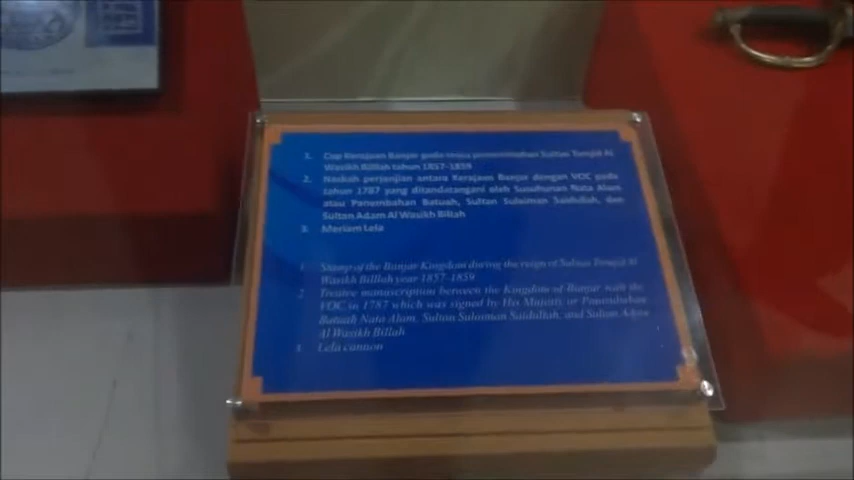 1. Cap Kerajaan Banjar pada masa pemerintahan Sultan Tamjid Al
Wasikh Billlah tahun 1857-1859
2. Naskah perjanjian antara Kerajaan Banjar dengan VOC pada
tahun 1787 yang ditandatangani oleh Susuhunan Nata Alam
atau Panembahan Batuah, Sultan Sulaiman Saidullah, dan
Sultan Adam Al Wasikh Billah
3. Meriam Lela
1. Stamp of the Banjar Kingdom during the reign of Sultan Tamjid Al
Wasikh Billlah year 1857-1859
2. Treatee manuscription between the Kingdom of Banjar with the
VOC in 1787 which was signed by His Majesty or Panembahan
Batuah Nata Alam, Sultan Sulaiman Saidullah, and Sultan Adam
Al Wasikh Billah
3. Lela cannon